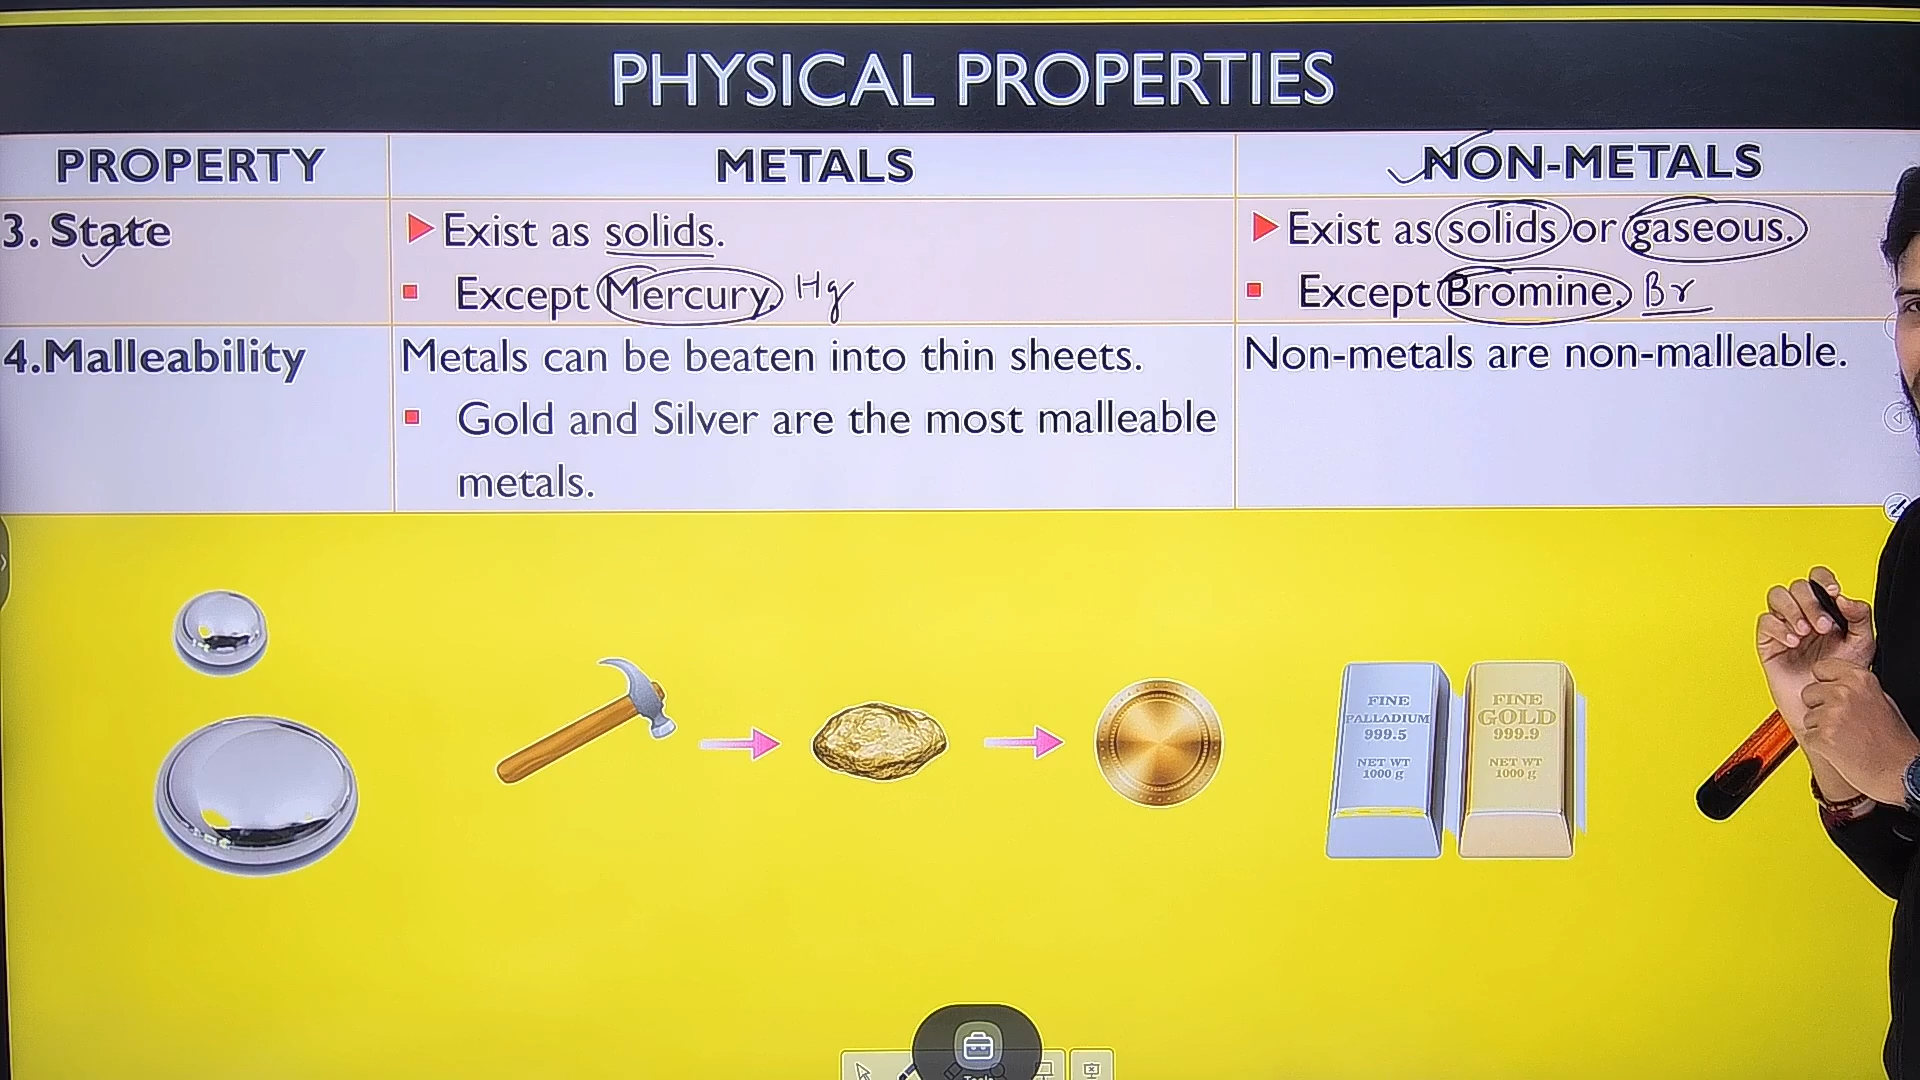 PHYSICAL PROPERTIES
PROPERTY METALS NON-METALS
3. State
Exist as solids.
Except Mercury, Hg
Exist as solids or gaseous.
Except Bromine, Br
4.Malleability
Metals can be beaten into thin sheets.
Gold and Silver are the most malleable
metals.
Non-metals are non-malleable.
FINE
PALLADIUM
999.5
NET WT
1000 g
FINE
GOLD
999.9
NET WT
1000 g